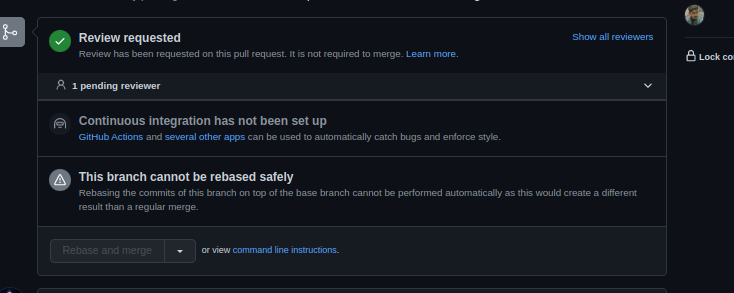 Review requested
Show all reviewers
Review has been requested on this pull request. It is not required to merge. Learn more.
1 pending reviewer
Lock co
Continuous integration has not been set up
GitHub Actions and several other apps can be used to automatically catch bugs and enforce style.
This branch cannot be rebased safely
Rebasing the commits of this branch on top of the base branch cannot be performed automatically as this would create a different
result than a regular merge.
Rebase and merge
or view command line instructions.